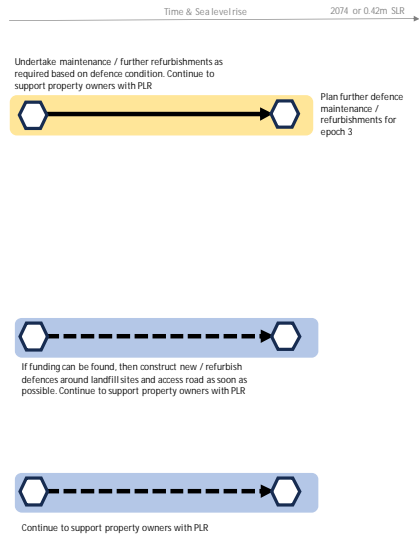 Time & Sea level rise
2074 or 0.42m SLR
Undertake maintenance / further refurbishments as
required based on defence condition. Continue to
support property owners with PLR
Plan further defence
maintenance /
refurbishments for
epoch 3
If funding can be found, then construct new / refurbish
defences around landfill sites and access road as soon as
possible. Continue to support property owners with PLR
Continue to support property owners with PLR